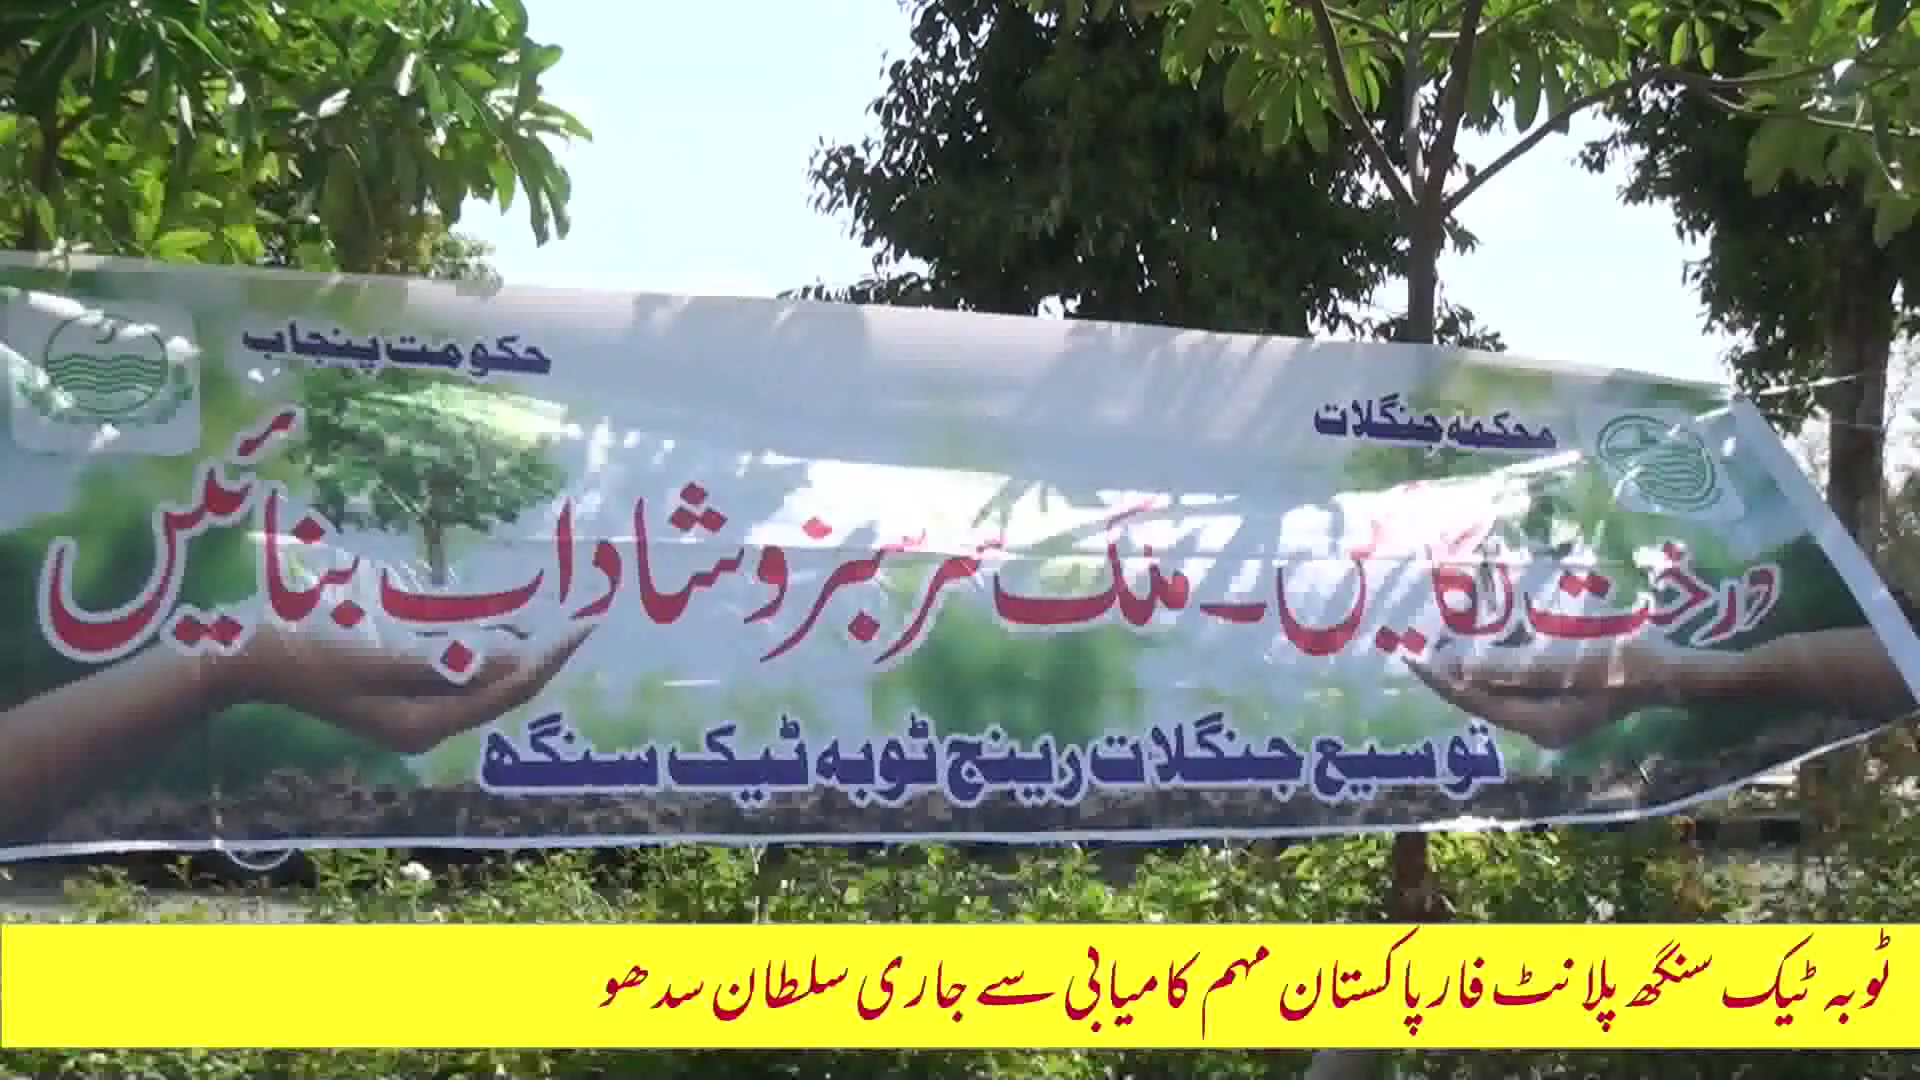 حکومت پنجاب
محکمہ جنگلات
درخت لگائیں۔ ملک سرسبز و شاداب بنائیں
توسیع جنگلات رینج ٹوبہ ٹیک سنگھ
ٹوبہ ٹیک سنگھ پلانٹ فار پاکستان مہم کامیابی سے جاری سلطان سدھو